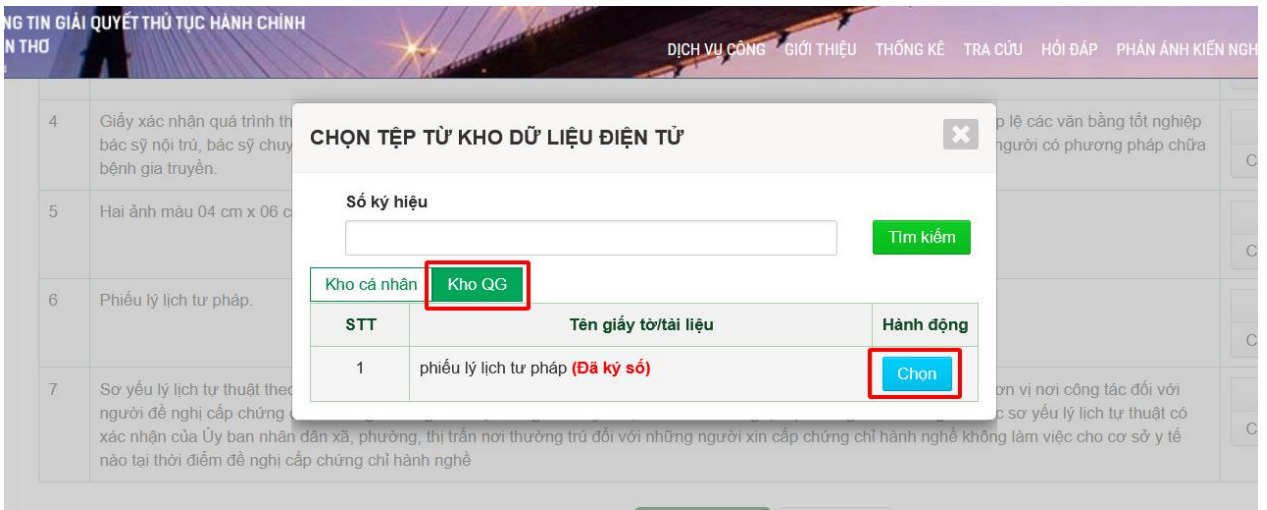 NG TIN GIẢI QUYẾT THỦ TỤC HÀNH CHÍNH
N THƠ
DỊCH VỤ CÔNG GIỚI THIỆU THỐNG KÊ TRA CỨU HỎI ĐÁP PHẢN ÁNH KIẾN NGH
4 Giấy xác nhận quá trình th p lệ các văn bằng tốt nghiệp
bác sỹ nội trú, bác sỹ chuy người có phương pháp chữa
bệnh gia truyền.
C
5 Hai ảnh màu 04 cm x 06 c
C
6 Phiếu lý lịch tư pháp.
C
7 Sơ yếu lý lịch tự thuật theo ơn vị nơi công tác đối với
người đề nghị cấp chứng c sơ yếu lý lịch tự thuật có
xác nhận của Ủy ban nhân dân xã, phường, thị trấn nơi thường trú đối với những người xin cấp chứng chỉ hành nghề không làm việc cho cơ sở y tế
C
nào tại thời điểm đề nghị cấp chứng chỉ hành nghề
CHỌN TỆP TỪ KHO DỮ LIỆU ĐIỆN TỬ
Số ký hiệu
Tìm kiếm
Kho cá nhân Kho QG
STT Tên giấy tờ/tài liệu Hành động
1 phiếu lý lịch tư pháp (Đã ký số) Chọn